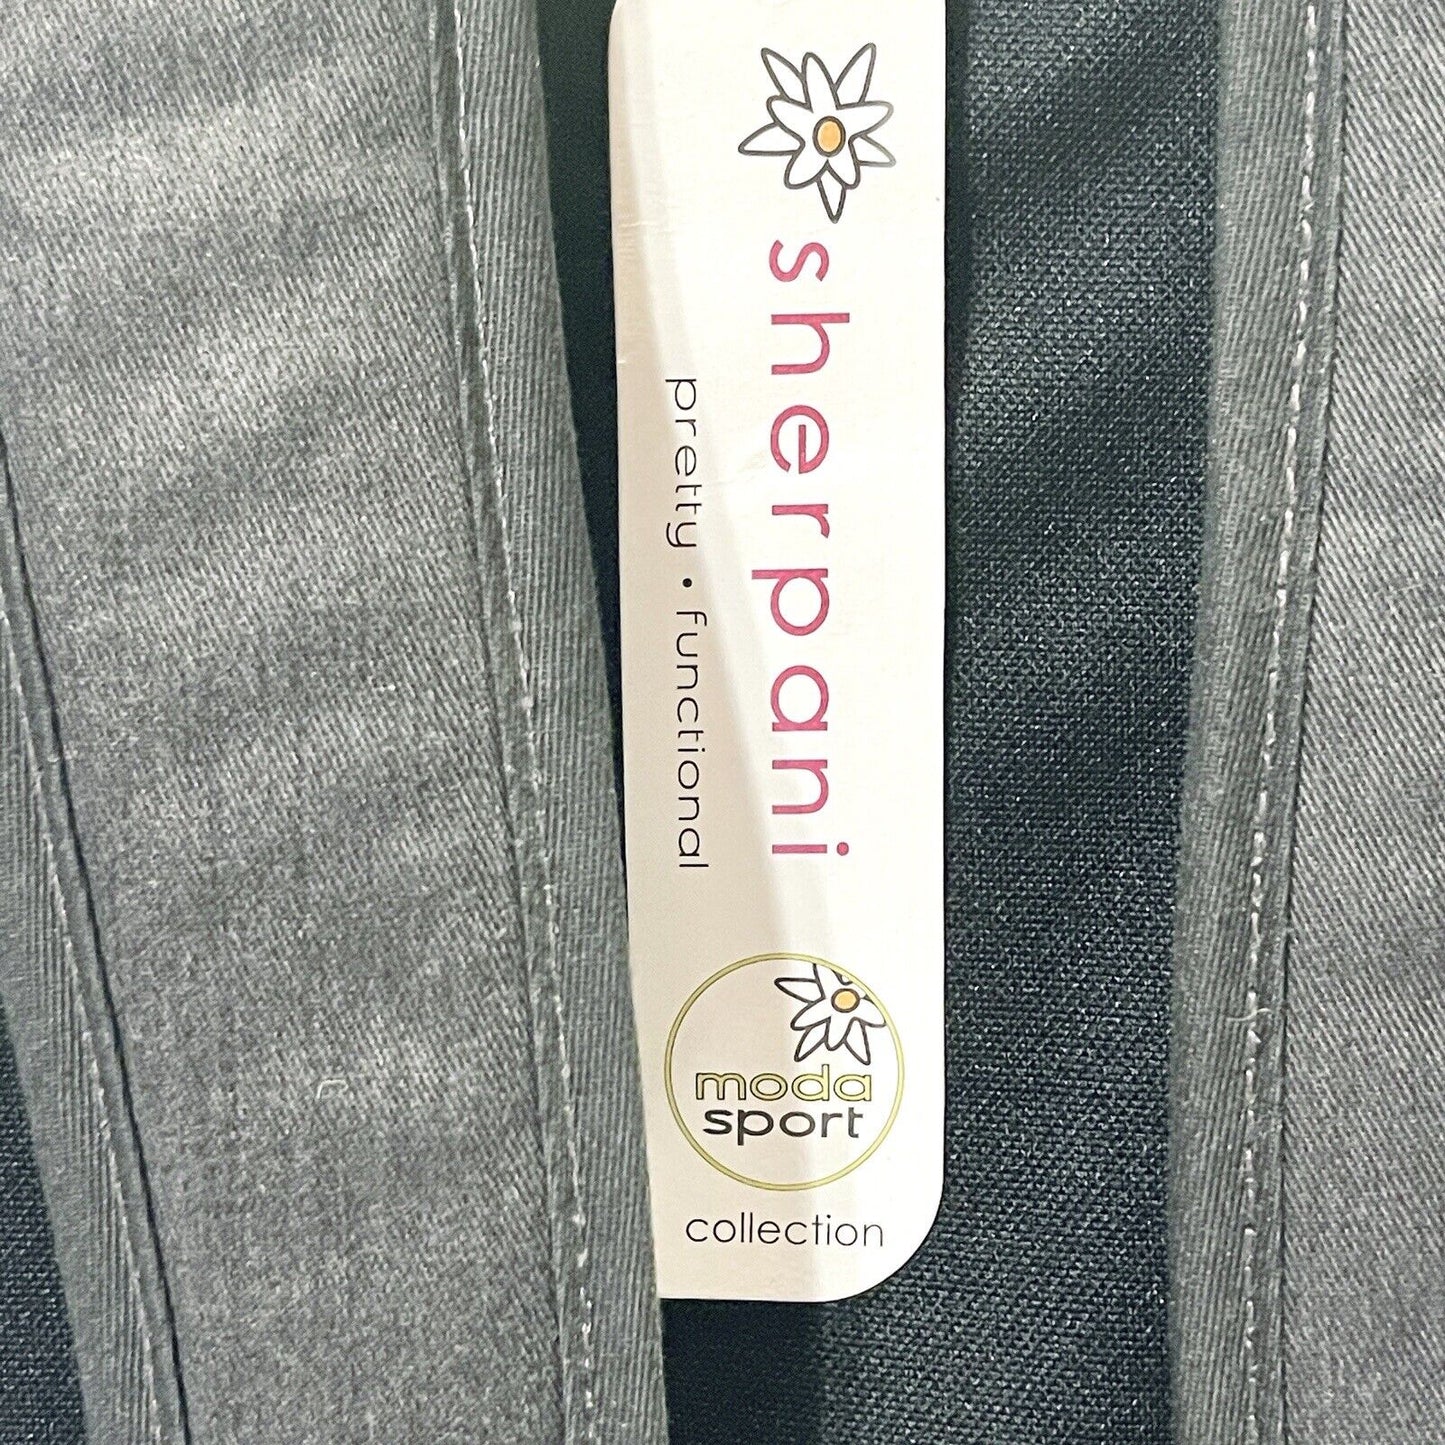 sherpani
pretty • functional
moda
sport
collection